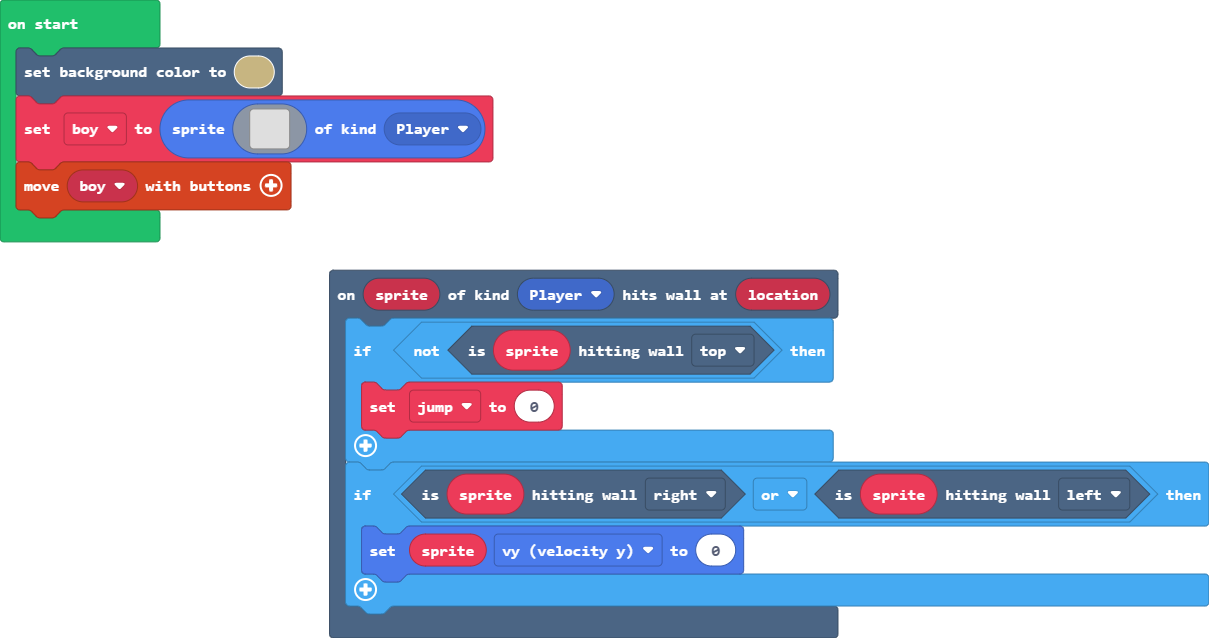 on start
set background color to
set boy to sprite of kind Player
move boy with buttons
on sprite of kind Player hits wall at location
if not is sprite hitting wall top then
set jump to 0
if is sprite hitting wall right or is sprite hitting wall left then
set sprite vy (velocity y) to 0